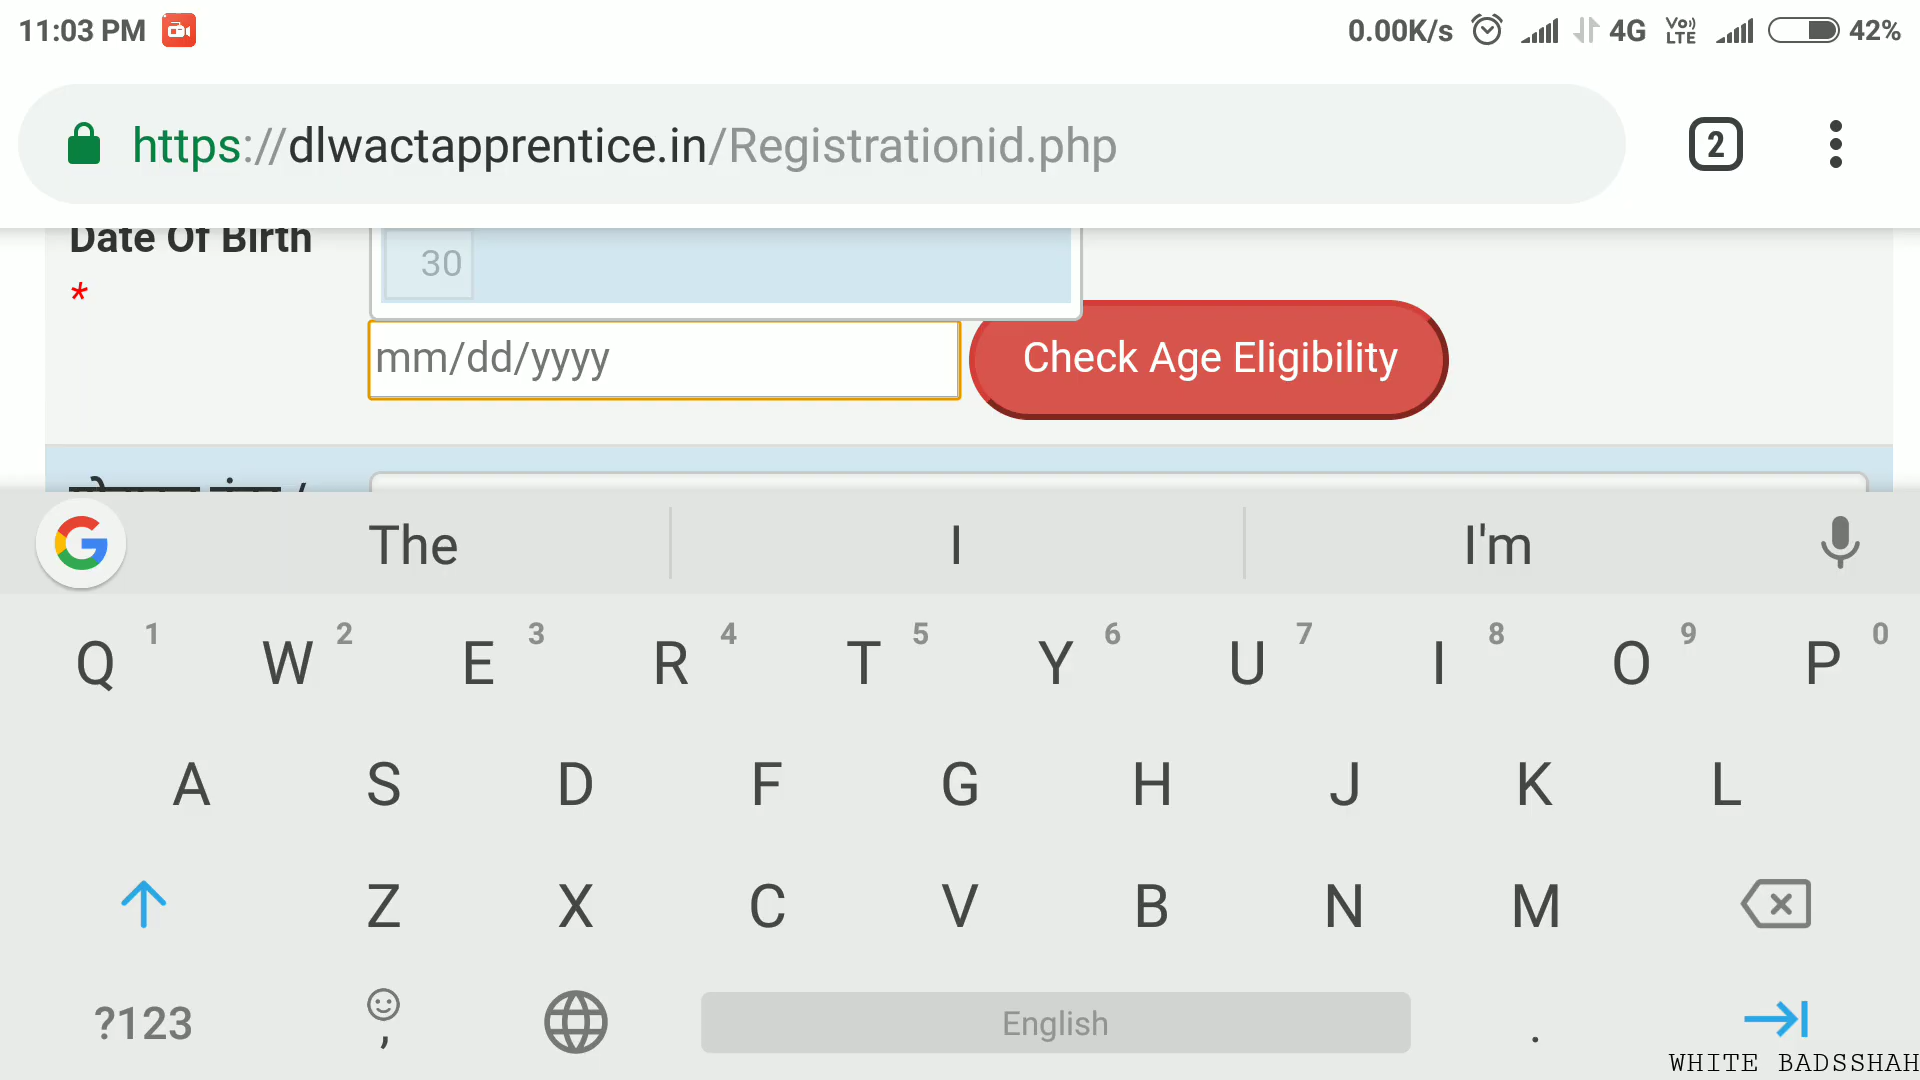 11:03 PM 0.00K/s 4G VoLTE 42%
https://dlwactapprentice.in/Registrationid.php
2
Date Of Birth
30
*
mm/dd/yyyy Check Age Eligibility
The I I'm
Q 1 W 2 E 3 R 4 T 5 Y 6 U 7 I 8 O 9 P 0
A S D F G H J K L
Z X C V B N M
?123 , English .
WHITE BADSSHAH